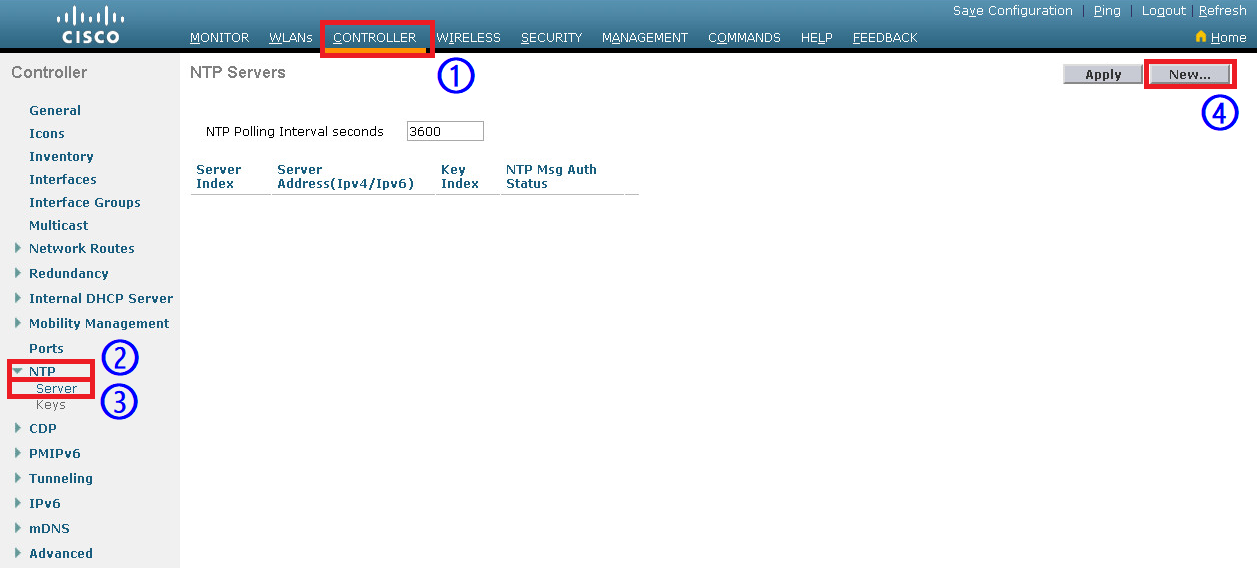 Save Configuration | Ping | Logout | Refresh
CISCO
MONITOR WLANs CONTROLLER WIRELESS SECURITY MANAGEMENT COMMANDS HELP FEEDBACK
Home
Controller
General
Icons
Inventory
Interfaces
Interface Groups
Multicast
Network Routes
Redundancy
Internal DHCP Server
Mobility Management
Ports
NTP
Server
Keys
CDP
PMIPv6
Tunneling
IPv6
mDNS
Advanced
1
2
3
NTP Servers
Apply New...
4
NTP Polling Interval seconds 3600
Server Server Key NTP Msg Auth
Index Address(Ipv4/Ipv6) Index Status